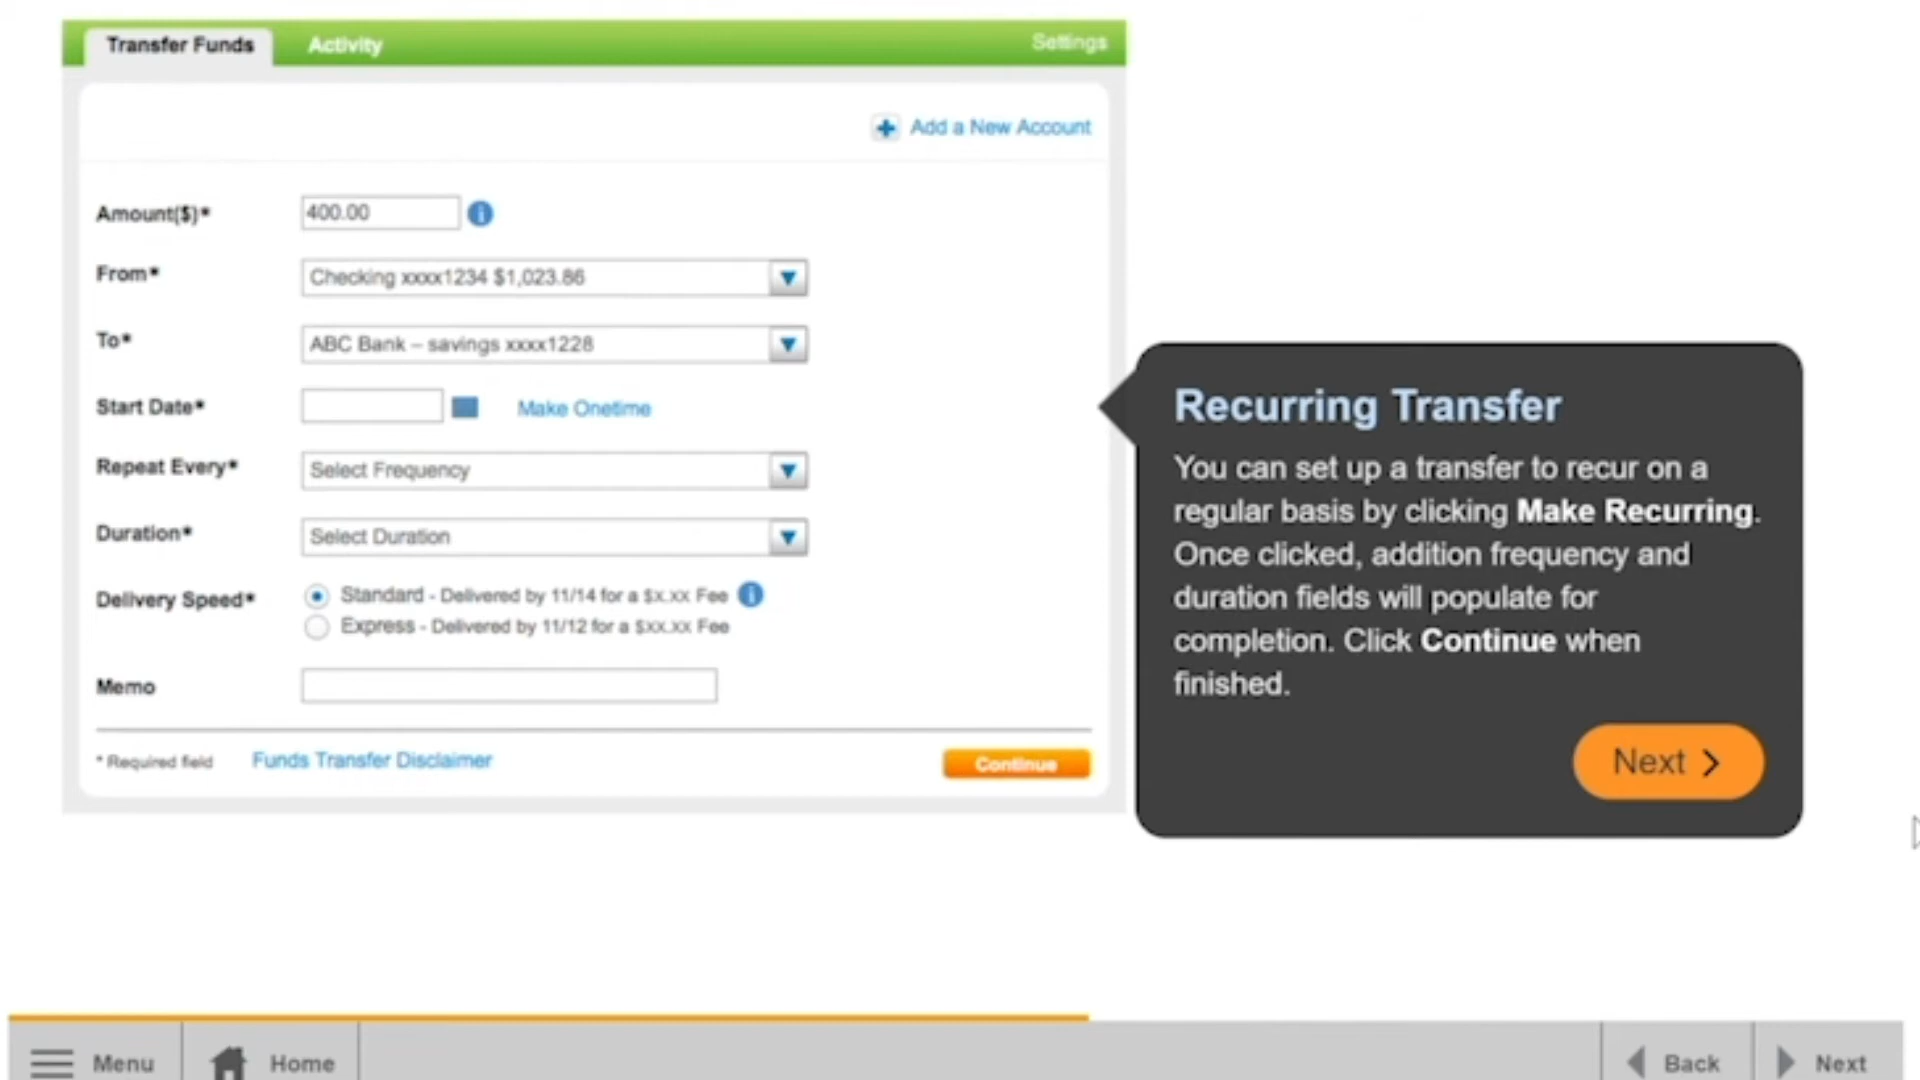 Transfer Funds Activity Settings
Add a New Account
Amount($)* 400.00
From* Checking xxxx1234 $1,023.86
To* ABC Bank – savings xxxx1228
Start Date* Make Onetime
Repeat Every* Select Frequency
Duration* Select Duration
Delivery Speed* Standard - Delivered by 11/14 for a $x.xx Fee
Express - Delivered by 11/12 for a $xx.xx Fee
Memo
* Required field Funds Transfer Disclaimer Continue
Recurring Transfer
You can set up a transfer to recur on a
regular basis by clicking Make Recurring.
Once clicked, addition frequency and
duration fields will populate for
completion. Click Continue when
finished.
Next
Menu Home Back Next